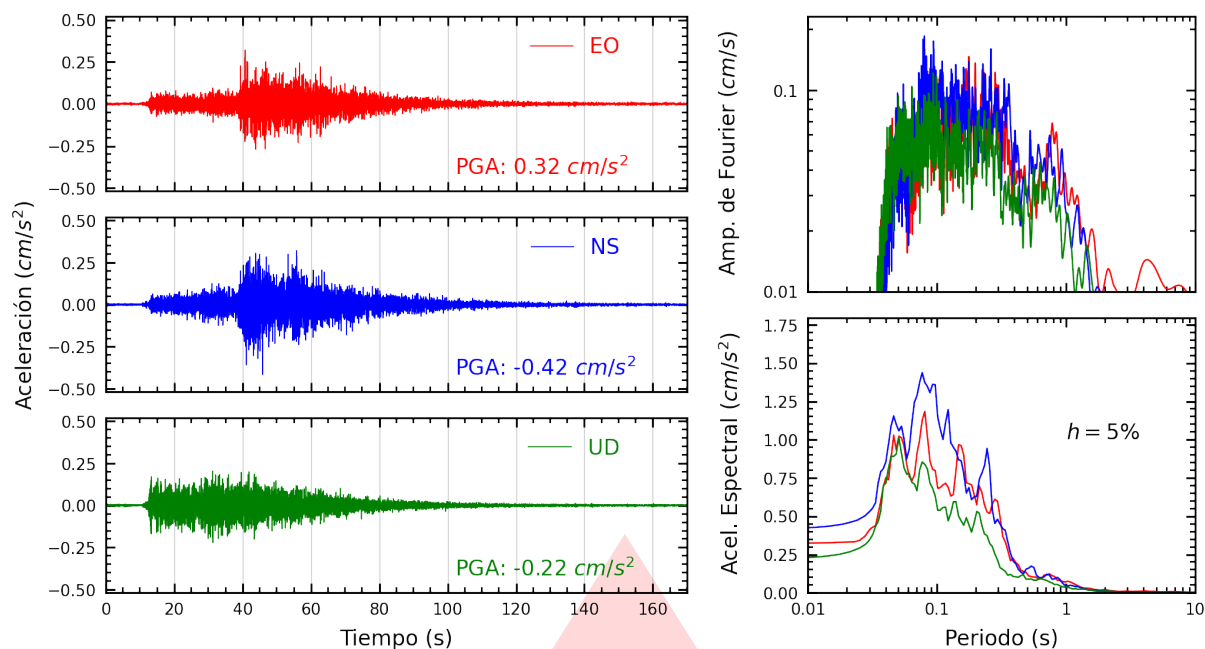 Aceleración (cm/s²)
0.50
0.25
0.00
−0.25
−0.50
EO
PGA: 0.32 cm/s²
0.50
0.25
0.00
−0.25
−0.50
NS
PGA: -0.42 cm/s²
0.50
0.25
0.00
−0.25
−0.50
UD
PGA: -0.22 cm/s²
0 20 40 60 80 100 120 140 160
Tiempo (s)
Amp. de Fourier (cm/s)
0.1
0.01
Acel. Espectral (cm/s²)
1.75
1.50
1.25
1.00
0.75
0.50
0.25
0.00
h = 5%
0.01 0.1 1 10
Periodo (s)